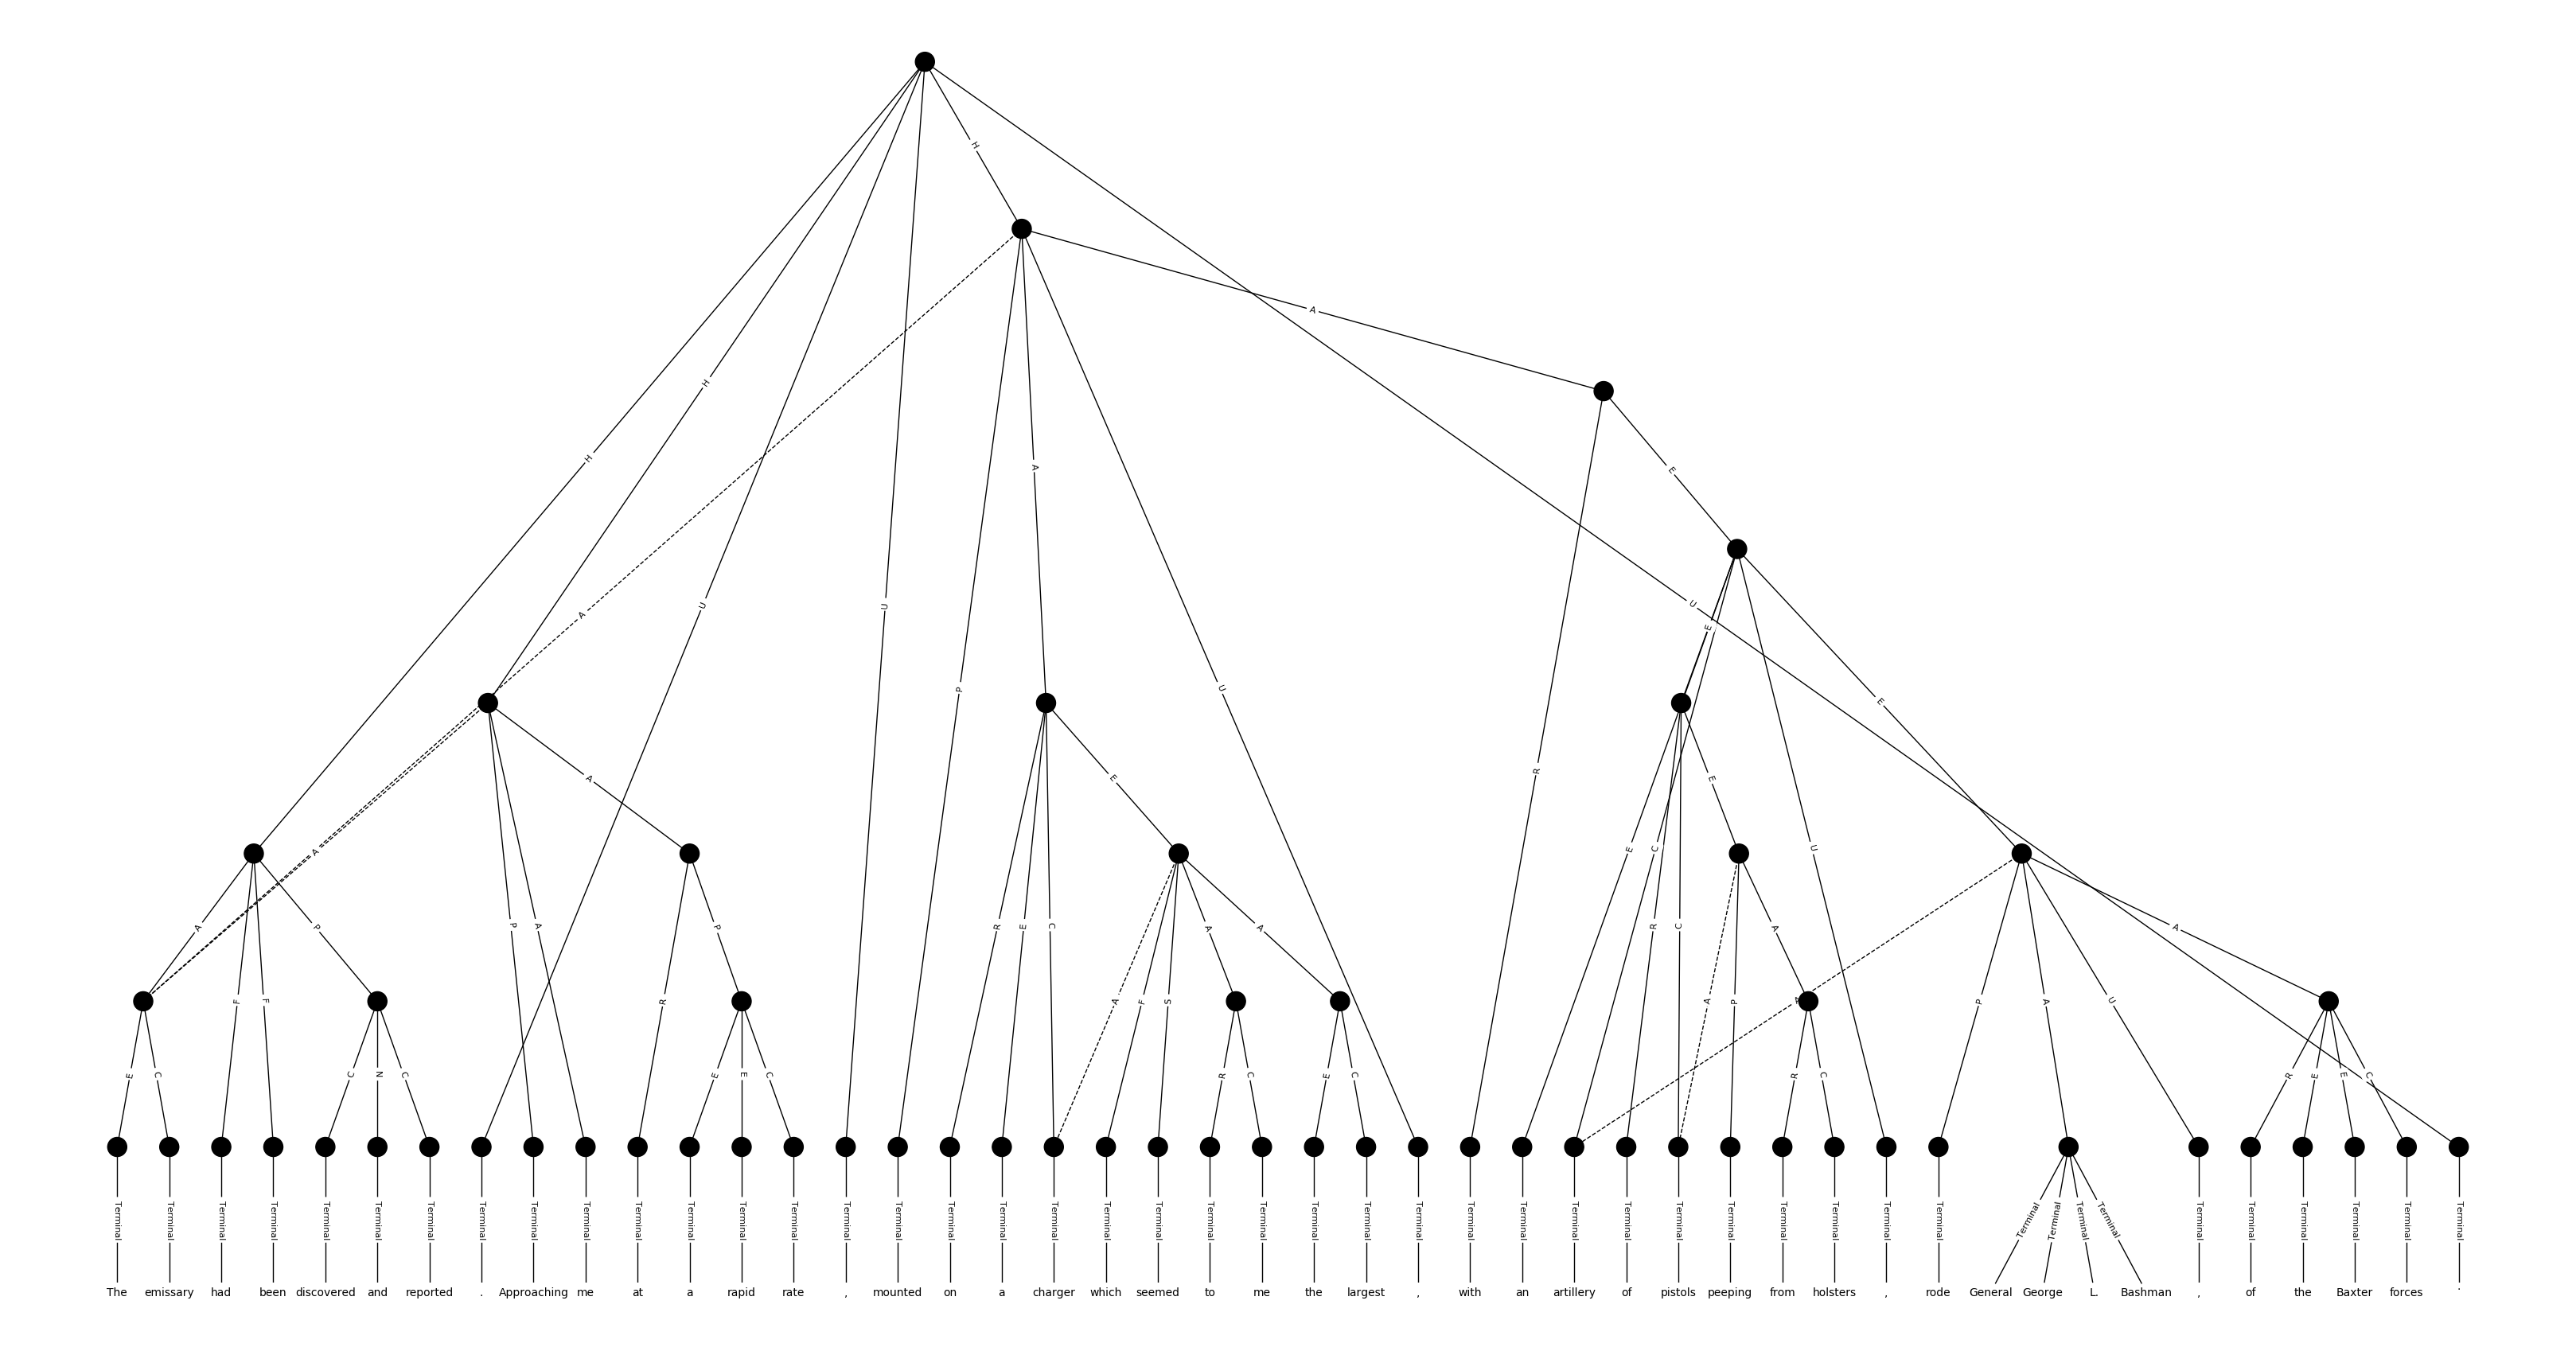 H
A
H
H A E
U U U
A E
P U E
R
A E E
A E C U
A P P A P R E C A A R C A A
F F R A F S A P A P A U
E C C N C E E C R C E C R C R E E C
Terminal Terminal Terminal Terminal Terminal Terminal Terminal Terminal Terminal Terminal Terminal Terminal Terminal Terminal Terminal Terminal Terminal Terminal Terminal Terminal Terminal Terminal Terminal Terminal Terminal Terminal Terminal Terminal Terminal Terminal Terminal Terminal Terminal Terminal Terminal Terminal Terminal Terminal Terminal Terminal Terminal Terminal Terminal Terminal Terminal Terminal
The emissary had been discovered and reported . Approaching me at a rapid rate , mounted on a charger which seemed to me the largest , with an artillery of pistols peeping from holsters , rode General George L. Bashman , of the Baxter forces .